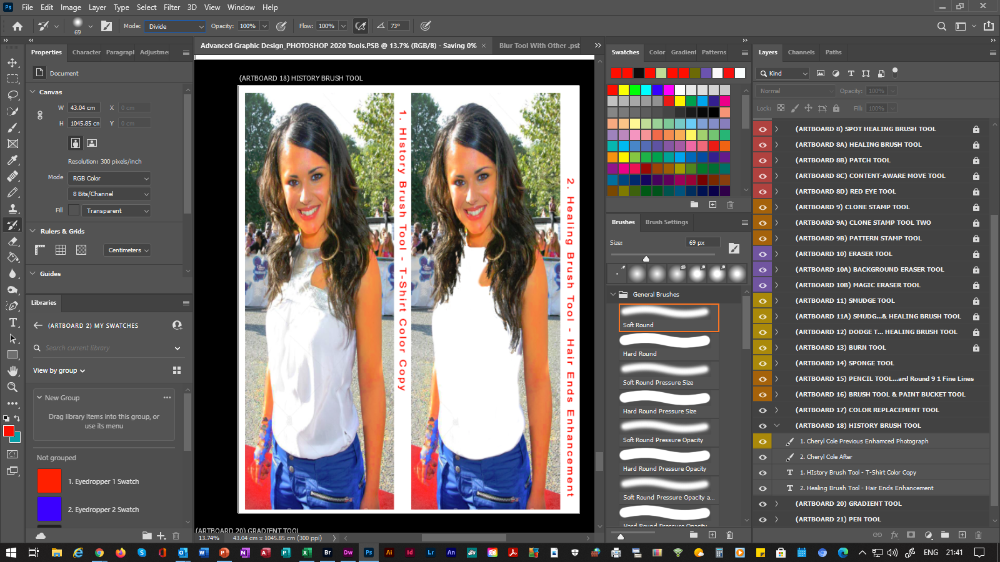 Ps File Edit Image Layer Type Select Filter 3D View Window Help
69 Mode: Divide Opacity: 100% Flow: 100% 73°
Properties Character Paragraph Adjustme
Document
Canvas
W 43.04 cm X 0 cm
H 1045.85 cm Y 0 cm
Resolution: 300 pixels/inch
Mode RGB Color
8 Bits/Channel
Fill Transparent
Rulers & Grids
Centimeters
Guides
Libraries
(ARTBOARD 2) MY SWATCHES
Search current library
View by group
New Group
Drag library items into this group, or
use its menu
Not grouped
1. Eyedropper 1 Swatch
2. Eyedropper 2 Swatch
Advanced Graphic Design_PHOTOSHOP 2020 Tools.PSB @ 13.7% (RGB/8) - Saving 0% × Blur Tool With Other .psb
(ARTBOARD 18) HISTORY BRUSH TOOL
1. HIstory Brush Tool - T-Shirt Color Copy
2. Healing Brush Tool - Hair Ends Enhancement
(ARTBOARD 20) GRADIENT TOOL
13.74% 43.04 cm x 1045.85 cm (300 ppi)
Swatches Color Gradient Patterns
Brushes Brush Settings
Size: 69 px
General Brushes
Soft Round
Hard Round
Soft Round Pressure Size
Hard Round Pressure Size
Soft Round Pressure Opacity
Hard Round Pressure Opacity
Soft Round Pressure Opacity a...
Hard Round Pressure Opacity
Layers Channels Paths
Kind
Normal Opacity: 100%
Lock: Fill: 100%
(ARTBOARD 8) SPOT HEALING BRUSH TOOL
(ARTBOARD 8A) HEALING BRUSH TOOL
(ARTBOARD 8B) PATCH TOOL
(ARTBOARD 8C) CONTENT-AWARE MOVE TOOL
(ARTBOARD 8D) RED EYE TOOL
(ARTBOARD 9) CLONE STAMP TOOL
(ARTBOARD 9A) CLONE STAMP TOOL TWO
(ARTBOARD 9B) PATTERN STAMP TOOL
(ARTBOARD 10) ERASER TOOL
(ARTBOARD 10A) BACKGROUND ERASER TOOL
(ARTBOARD 10B) MAGIC ERASER TOOL
(ARTBOARD 11) SMUDGE TOOL
(ARTBOARD 11A) SMUDG...& HEALING BRUSH TOOL
(ARTBOARD 12) DODGE T... HEALING BRUSH TOOL
(ARTBOARD 13) BURN TOOL
(ARTBOARD 14) SPONGE TOOL
(ARTBOARD 15) PENCIL TOOL...ard Round 9 1 Fine Lines
(ARTBOARD 16) BRUSH TOOL & PAINT BUCKET TOOL
(ARTBOARD 17) COLOR REPLACEMENT TOOL
(ARTBOARD 18) HISTORY BRUSH TOOL
1. Cheryl Cole Previous Enhamced Photograph
2. Cheryl Cole After
1. HIstory Brush Tool - T-Shirt Color Copy
2. Healing Brush Tool - Hair Ends Enhancement
(ARTBOARD 20) GRADIENT TOOL
(ARTBOARD 21) PEN TOOL
Br Dw Ps Ai Id Lr An ENG 21:41